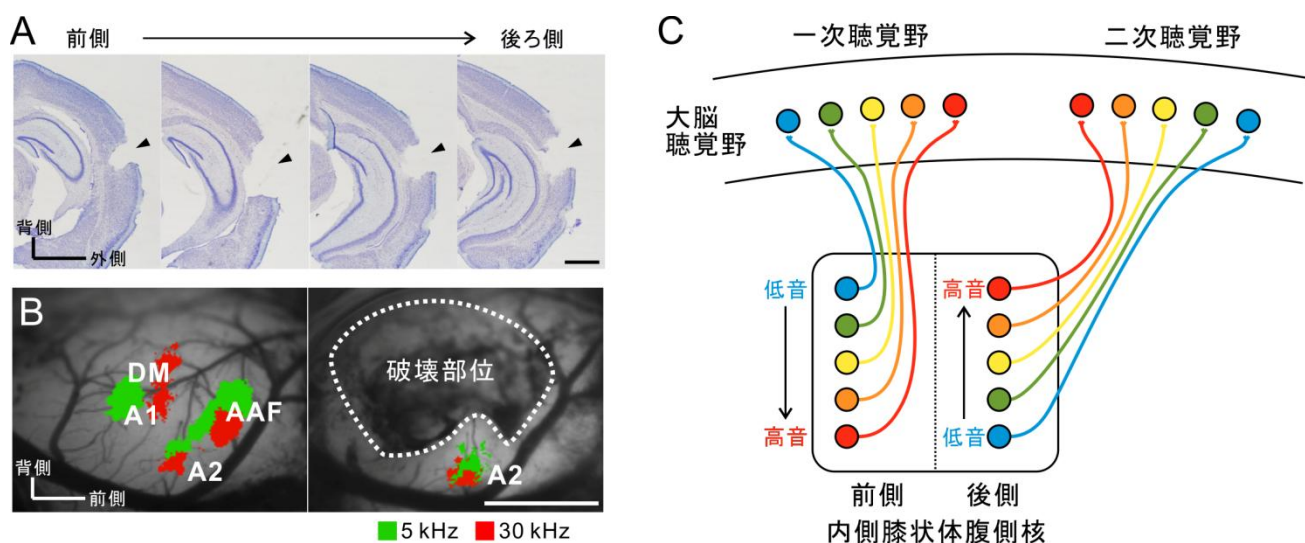 A
前側
後ろ側
背側
外側
B
DM
A1
AAF
A2
背側
前側
破壊部位
A2
5 kHz
30 kHz
C
一次聴覚野
二次聴覚野
大脳
聴覚野
低音
高音
高音
低音
前側
後側
内側膝状体腹側核